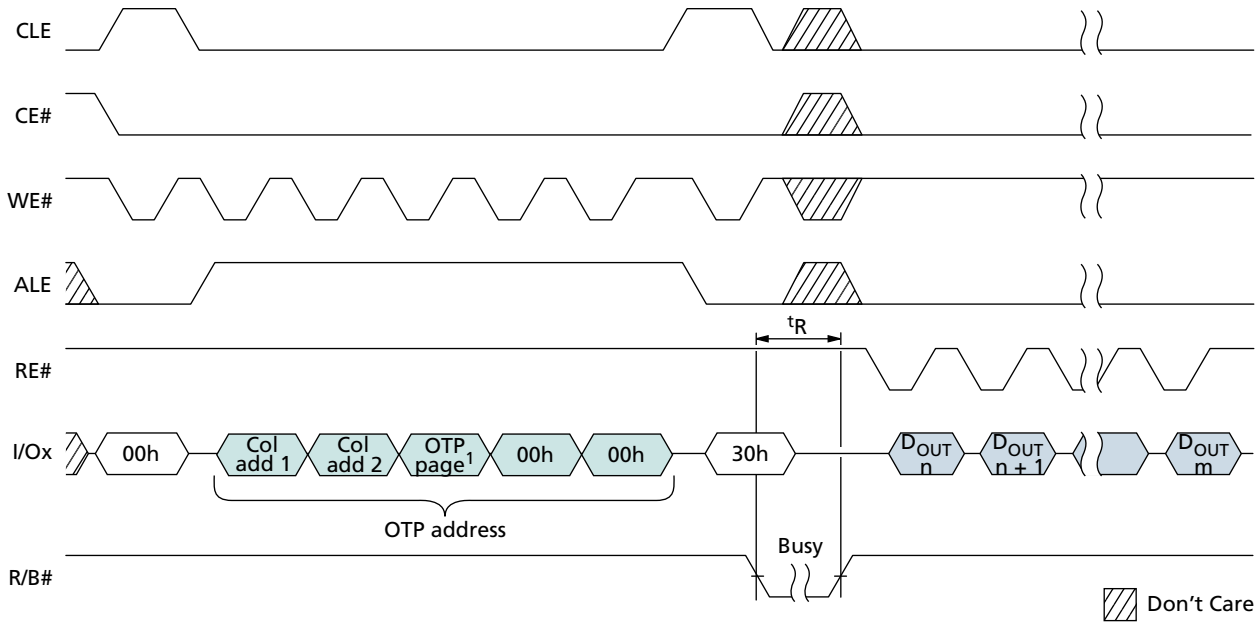 CLE
CE#
WE#
ALE
tR
RE#
I/Ox
00h
Col
add 1
Col
add 2
OTP
page1
00h
00h
30h
DOUT
n
DOUT
n + 1
DOUT
m
OTP address
Busy
R/B#
Don't Care